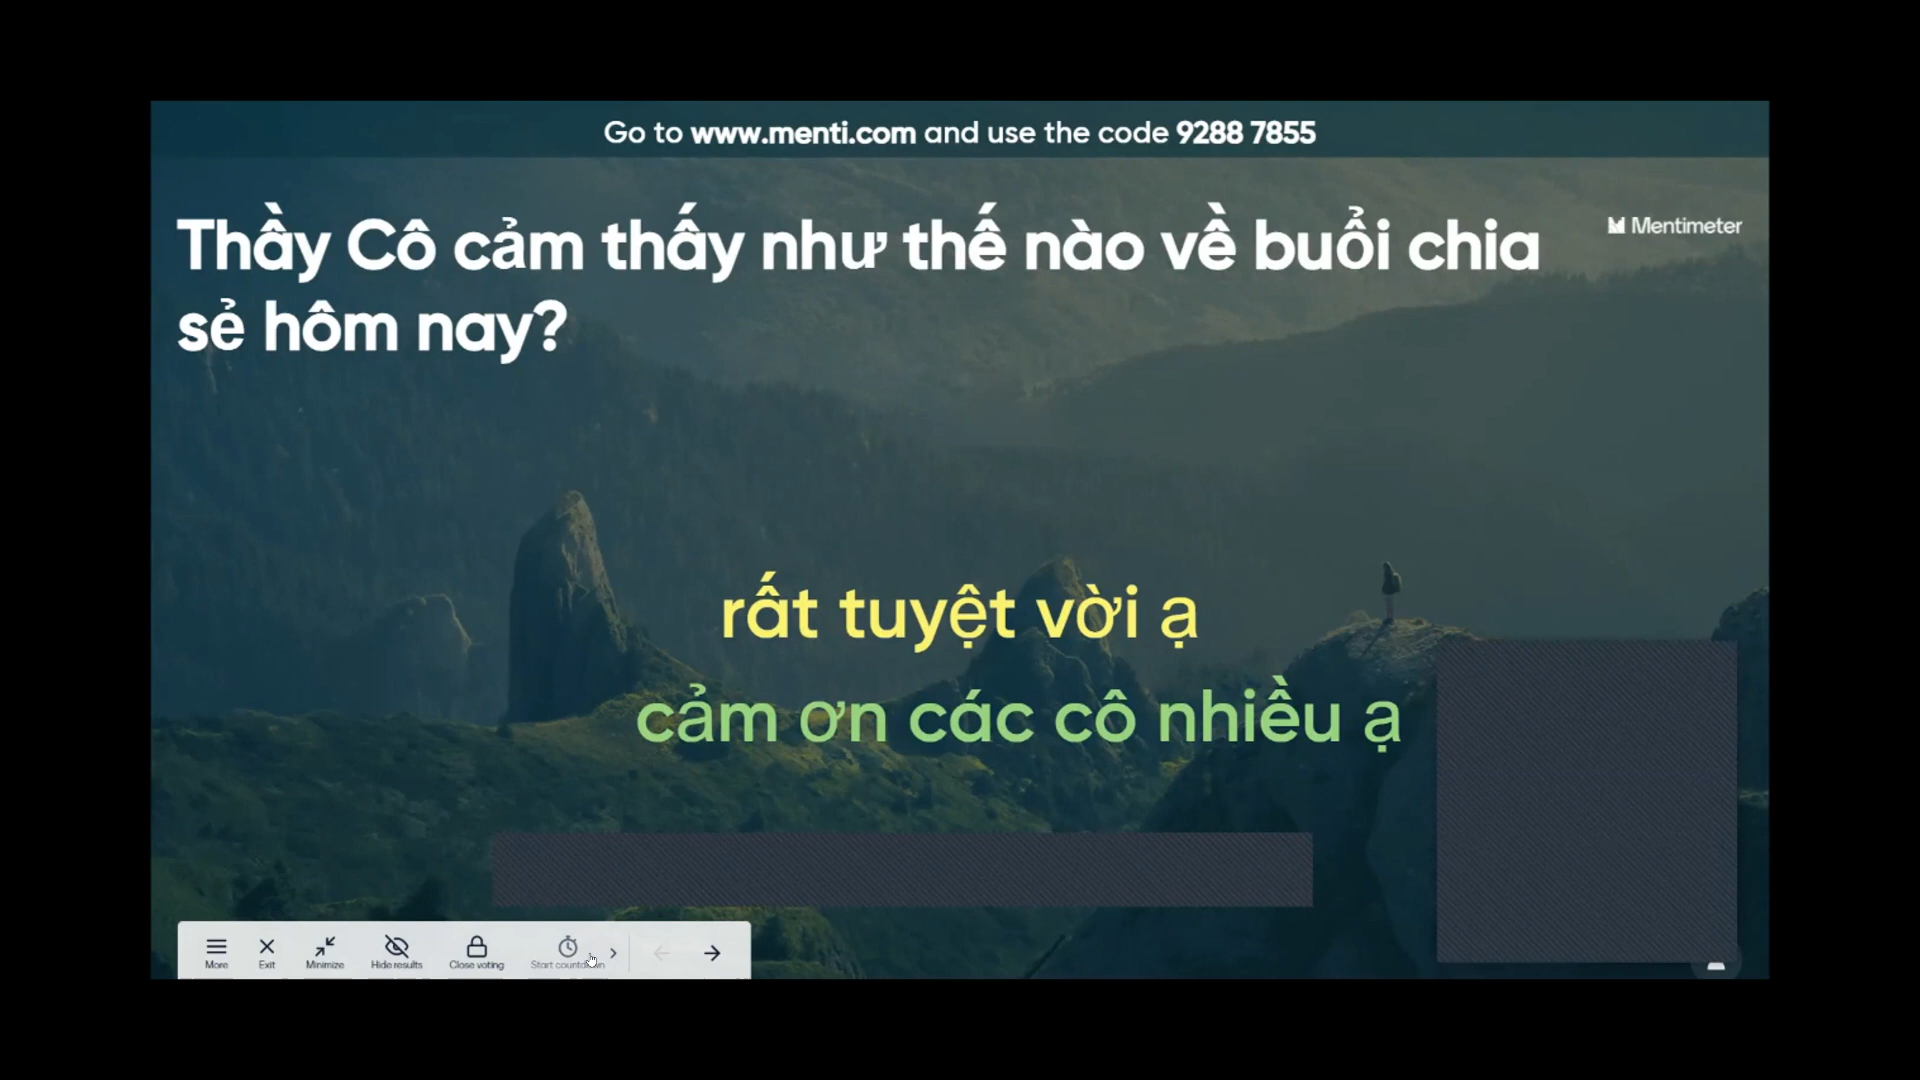 Go to www.menti.com and use the code 9288 7855
Thầy Cô cảm thấy như thế nào về buổi chia
sẻ hôm nay?
Mentimeter
rất tuyệt vời ạ
cảm ơn các cô nhiều ạ
More Exit Minimize Hide results Close voting Start countdown